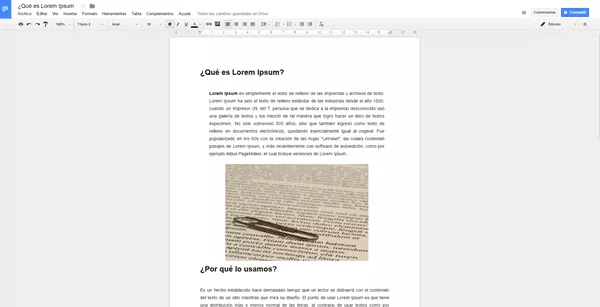 ¿Qué es Lorem Ipsum
Archivo Editar Ver Insertar Formato Herramientas Tabla Complementos Ayuda Todos los cambios guardados en Drive
Comentarios Compartir
100% Título 2 Arial 18 Edición
¿Qué es Lorem Ipsum?
Lorem Ipsum es simplemente el texto de relleno de las imprentas y archivos de texto.
Lorem Ipsum ha sido el texto de relleno estándar de las industrias desde el año 1500,
cuando un impresor (N. del T. persona que se dedica a la imprenta) desconocido usó
una galería de textos y los mezcló de tal manera que logró hacer un libro de textos
especimen. No sólo sobrevivió 500 años, sino que tambien ingresó como texto de
relleno en documentos electrónicos, quedando esencialmente igual al original. Fue
popularizado en los 60s con la creación de las hojas "Letraset", las cuales contenian
pasajes de Lorem Ipsum, y más recientemente con software de autoedición, como por
ejemplo Aldus PageMaker, el cual incluye versiones de Lorem Ipsum.
¿Por qué lo usamos?
Es un hecho establecido hace demasiado tiempo que un lector se distraerá con el contenido
del texto de un sitio mientras que mira su diseño. El punto de usar Lorem Ipsum es que tiene
una distribución más o menos normal de las letras, al contrario de usar textos como por